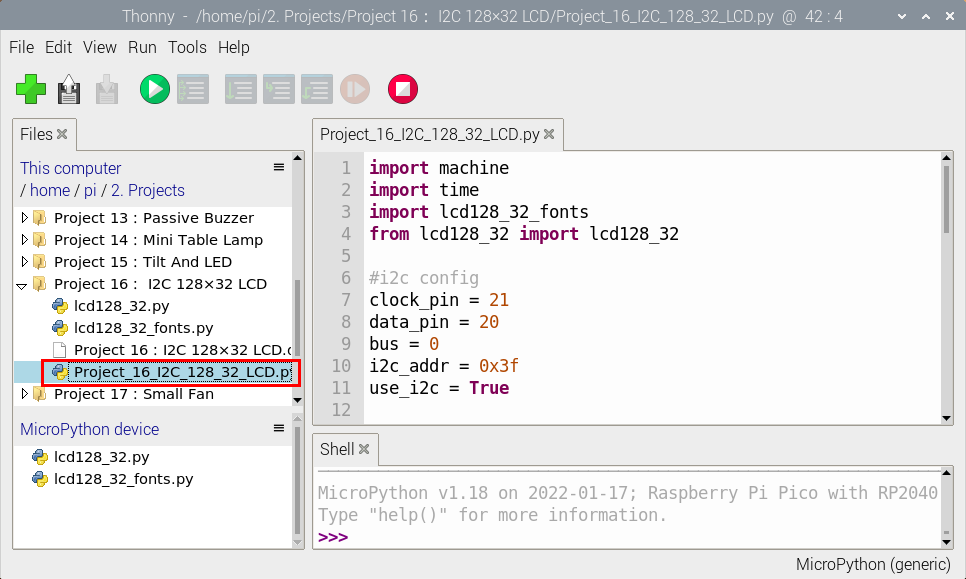 Thonny - /home/pi/2. Projects/Project 16 : I2C 128×32 LCD/Project_16_I2C_128_32_LCD.py @ 42 : 4
File Edit View Run Tools Help
Files
This computer
/ home / pi / 2. Projects
Project 13 : Passive Buzzer
Project 14 : Mini Table Lamp
Project 15 : Tilt And LED
Project 16 : I2C 128×32 LCD
lcd128_32.py
lcd128_32_fonts.py
Project 16 : I2C 128×32 LCD.c
Project_16_I2C_128_32_LCD.p
Project 17 : Small Fan
MicroPython device
lcd128_32.py
lcd128_32_fonts.py
Project_16_I2C_128_32_LCD.py
1 import machine
2 import time
3 import lcd128_32_fonts
4 from lcd128_32 import lcd128_32
5
6 #i2c config
7 clock_pin = 21
8 data_pin = 20
9 bus = 0
10 i2c_addr = 0x3f
11 use_i2c = True
12
Shell
MicroPython v1.18 on 2022-01-17; Raspberry Pi Pico with RP2040
Type "help()" for more information.
>>>
MicroPython (generic)